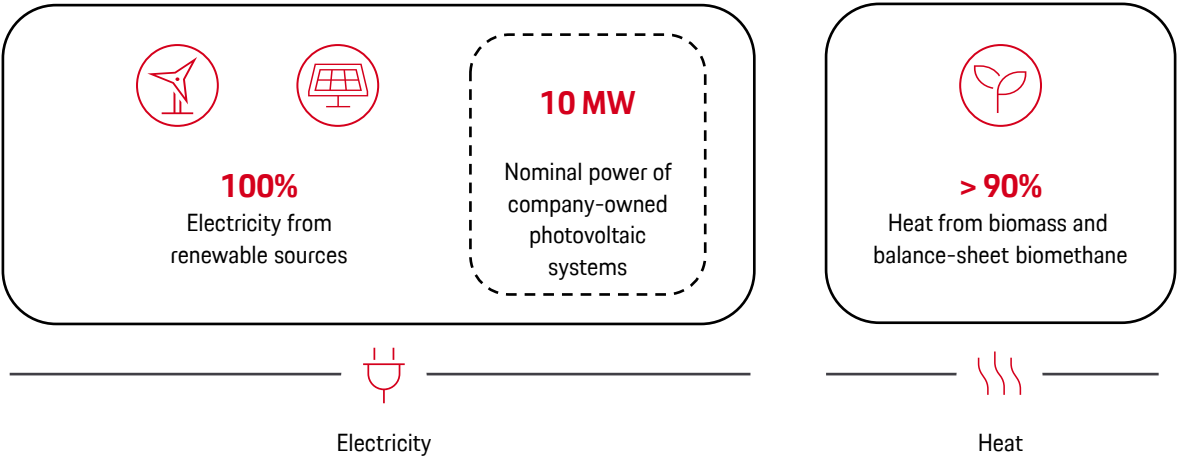 100%
Electricity from
renewable sources
10 MW
Nominal power of
company-owned
photovoltaic
systems
> 90%
Heat from biomass and
balance-sheet biomethane
Electricity
Heat